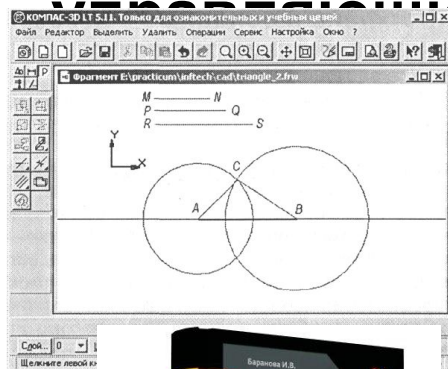 КОМПАС-3D LT 5.11. Только для ознакомительных и учебных целей
Файл Редактор Выделить Удалить Операции Сервис Настройка Окно ?
Фрагмент E:\practicum\inftech\cad\triangle_2.frw
M N
P Q
R S
Y
X
C
A B
Слой... 0
Щелкните левой
Баранова И.В.